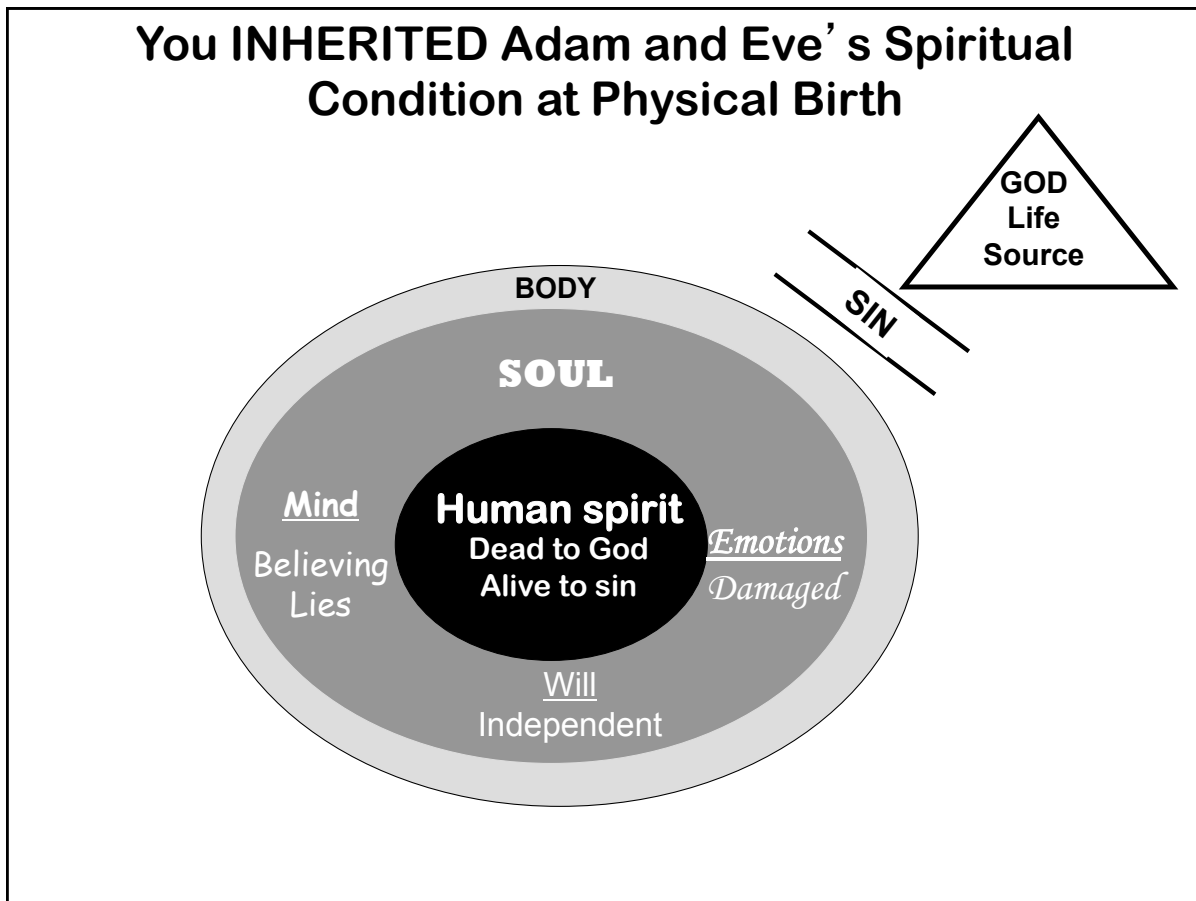 You INHERITED Adam and Eve’s Spiritual
Condition at Physical Birth
GOD
Life
Source
SIN
BODY
SOUL
Mind
Believing
Lies
Human spirit
Dead to God
Alive to sin
Emotions
Damaged
Will
Independent